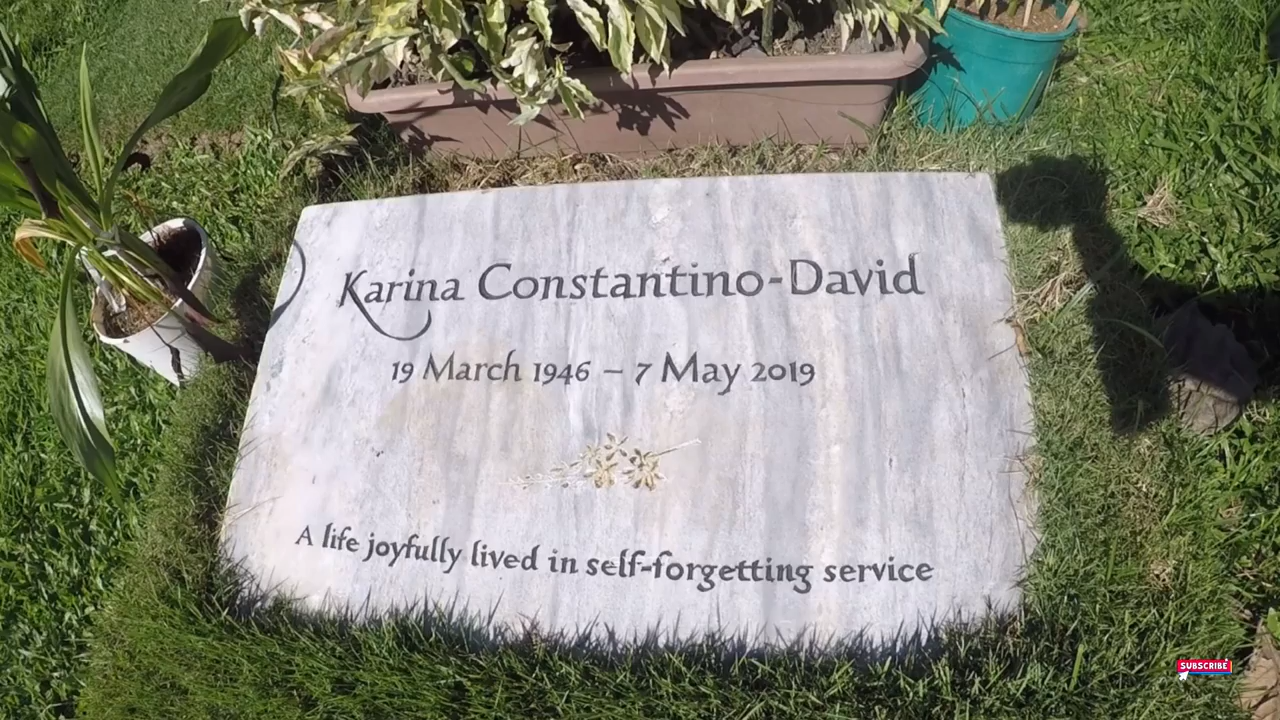 Karina Constantino-David
19 March 1946 – 7 May 2019
A life joyfully lived in self-forgetting service
SUBSCRIBE